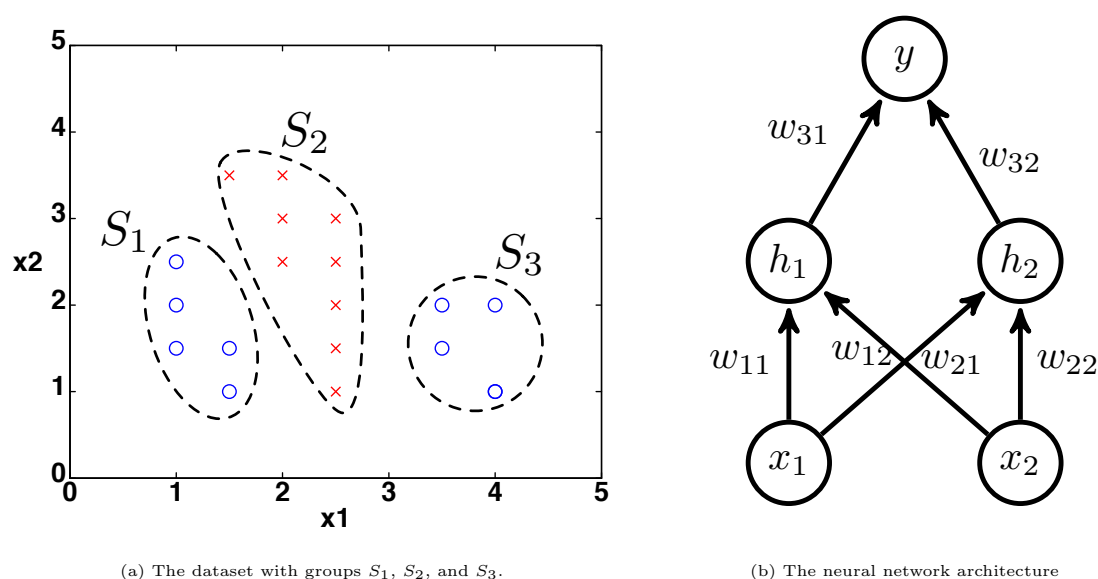 5
4
3
2
1
0
x2
0 1 2 3 4 5
x1
S₁
S₂
S₃
(a) The dataset with groups S₁, S₂, and S₃.
y
w₃₁ w₃₂
h₁ h₂
w₁₁ w₁₂ w₂₁ w₂₂
x₁ x₂
(b) The neural network architecture